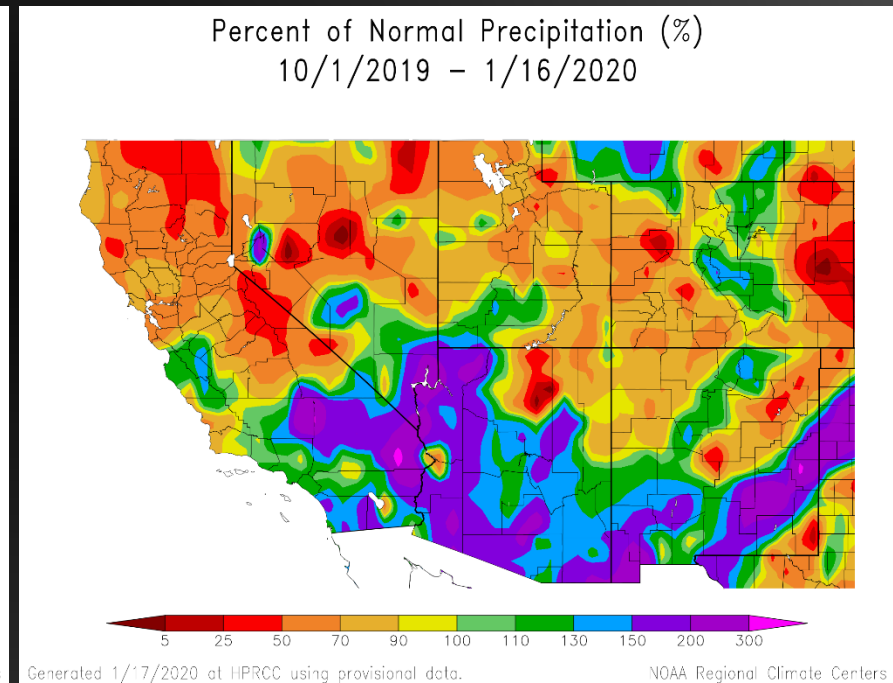 Percent of Normal Precipitation (%)
10/1/2019 – 1/16/2020
5 25 50 70 90 100 110 130 150 200 300
Generated 1/17/2020 at HPRCC using provisional data. NOAA Regional Climate Centers